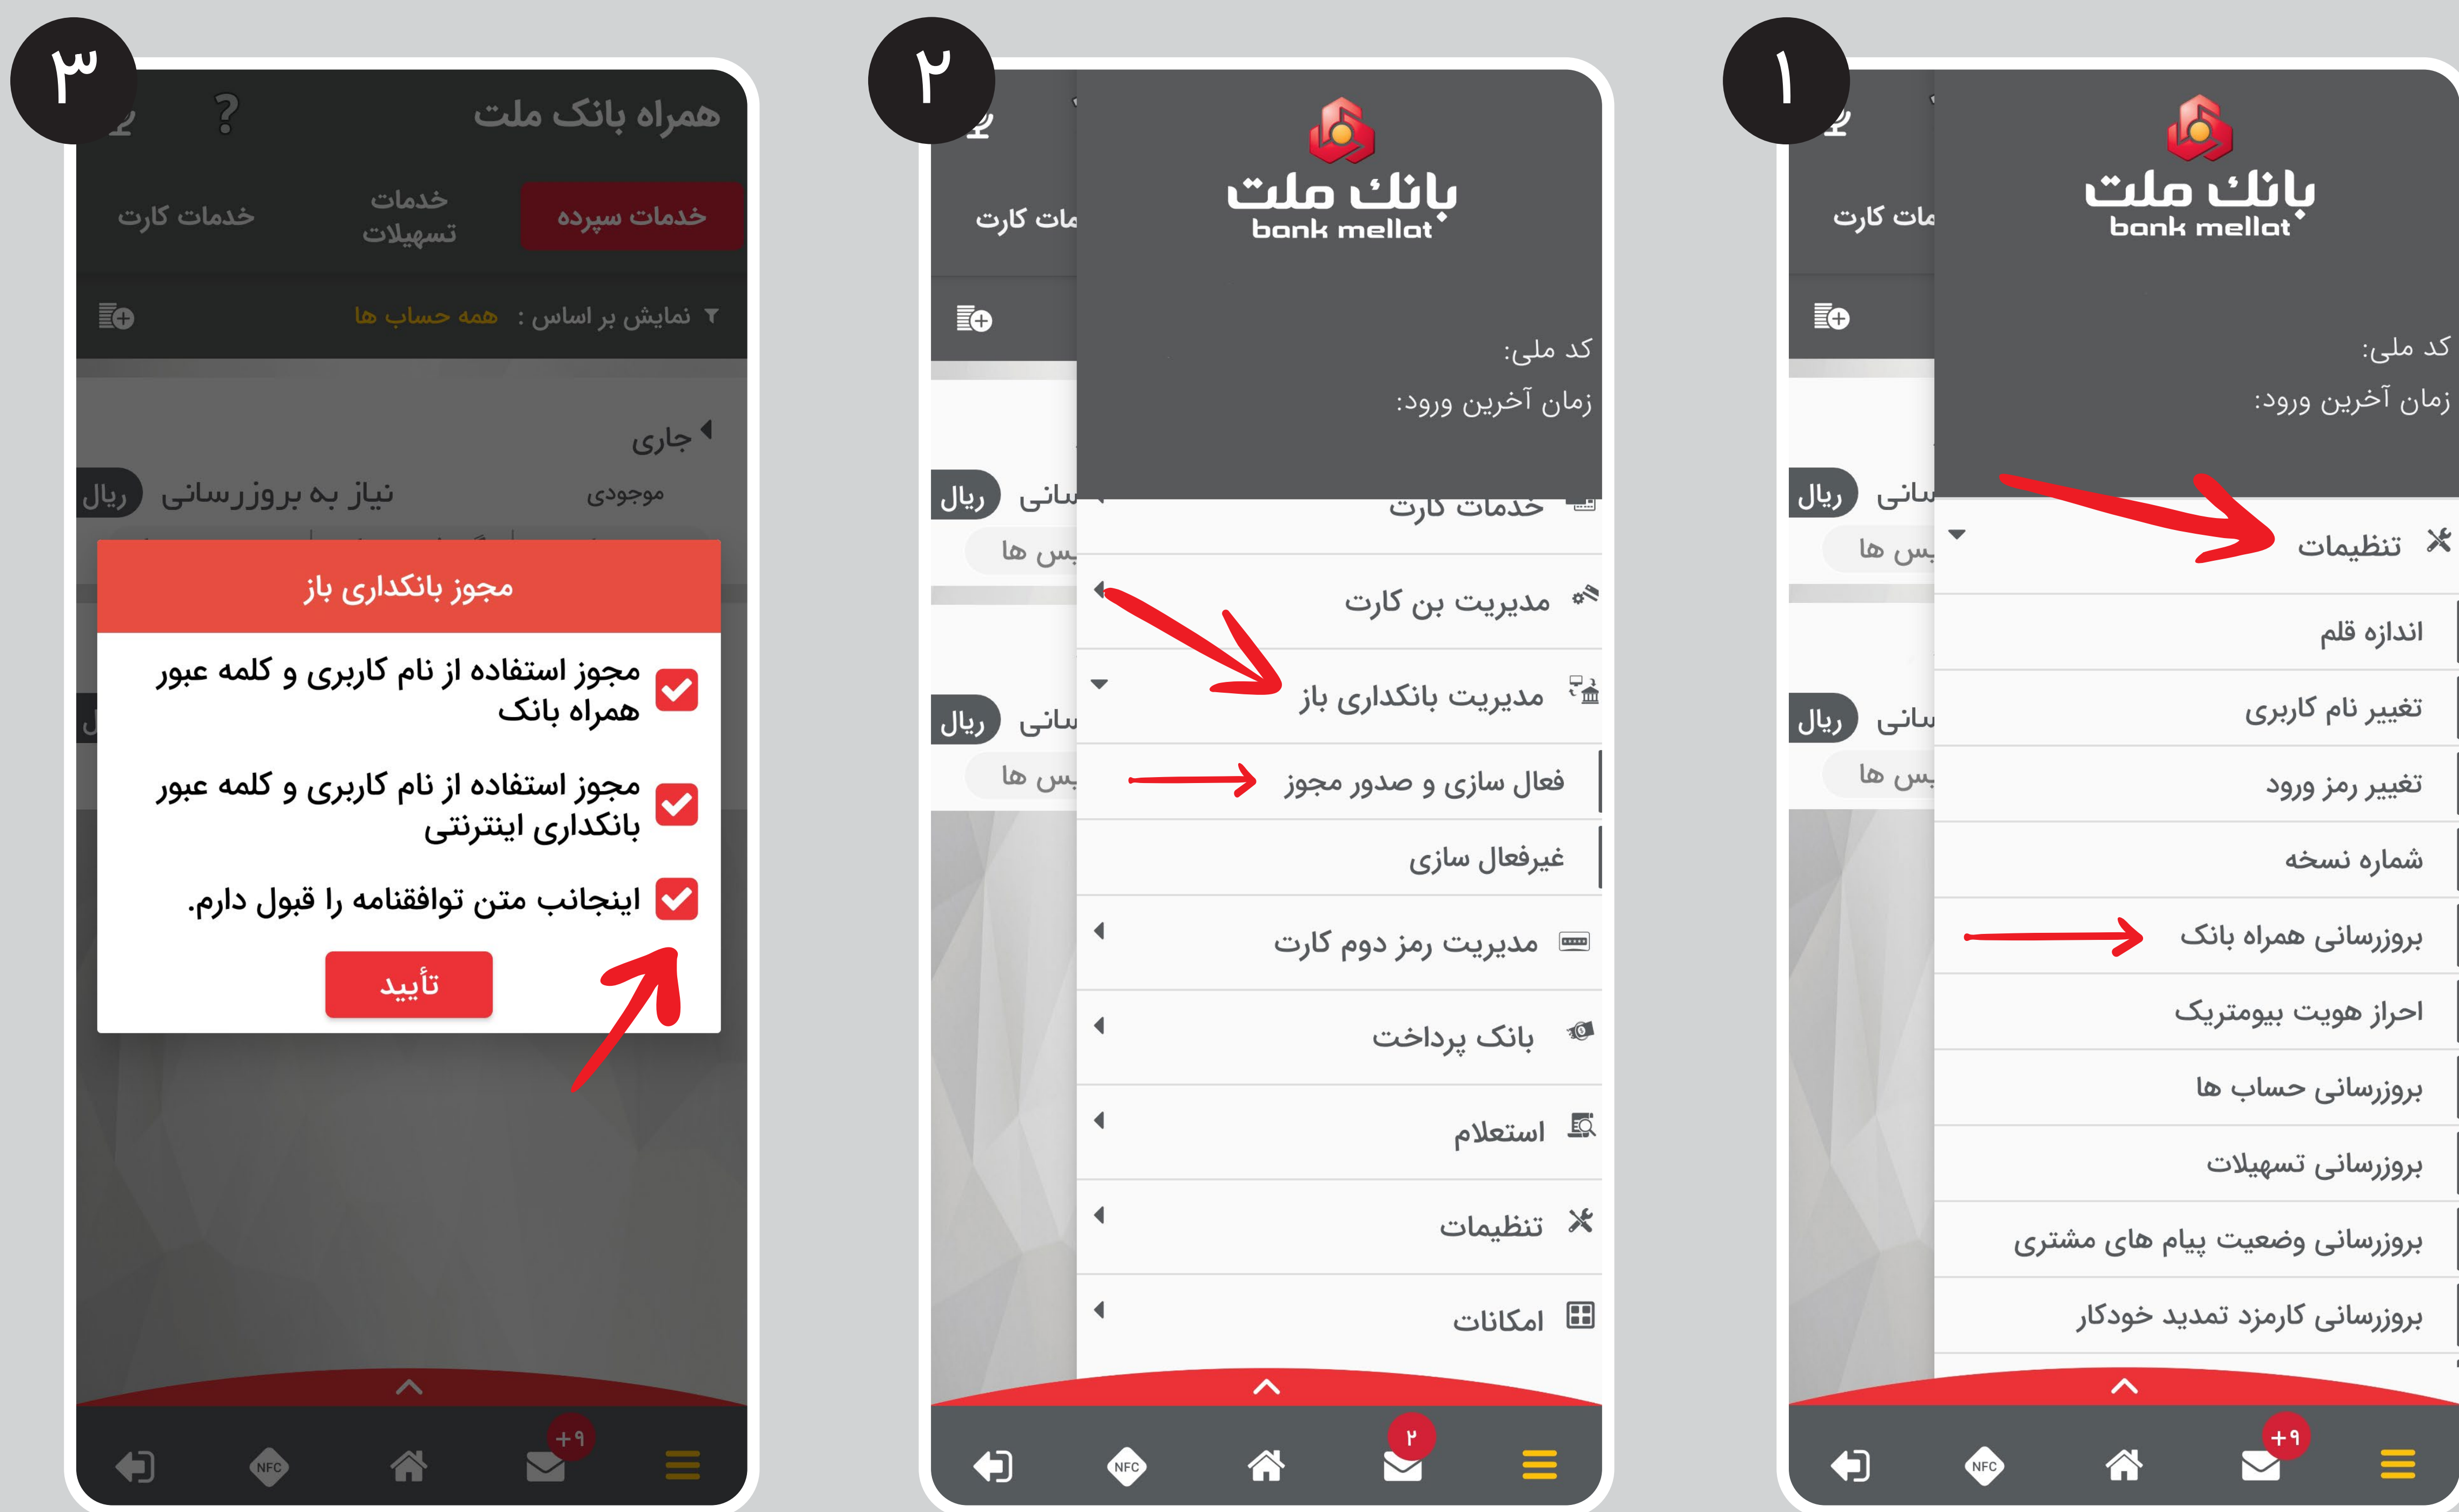 ۱
بانك ملت
bank mellat
مات کارت
کد ملی:
زمان آخرین ورود:
ریال
تنظیمات
اندازه قلم
تغییر نام کاربری
تغییر رمز ورود
شماره نسخه
بروزرسانی همراه بانک
احراز هویت بیومتریک
بروزرسانی حساب ها
بروزرسانی تسهیلات
بروزرسانی وضعیت پیام های مشتری
بروزرسانی کارمزد تمدید خودکار
ریال
+۹
NFC
۲
بانك ملت
bank mellat
مات کارت
کد ملی:
زمان آخرین ورود:
خدمات کارت
ریال
مدیریت بن کارت
مدیریت بانکداری باز
ریال
فعال سازی و صدور مجوز
غیرفعال سازی
مدیریت رمز دوم کارت
بانک پرداخت
استعلام
تنظیمات
امکانات
۲
NFC
۳
همراه بانک ملت
?
خدمات سپرده
خدمات تسهیلات
خدمات کارت
نمایش بر اساس : همه حساب ها
جاری
موجودی نیاز به بروزرسانی ریال
مجوز بانکداری باز
مجوز استفاده از نام کاربری و کلمه عبور
همراه بانک
مجوز استفاده از نام کاربری و کلمه عبور
بانکداری اینترنتی
اینجانب متن توافقنامه را قبول دارم.
تأیید
+۹
NFC